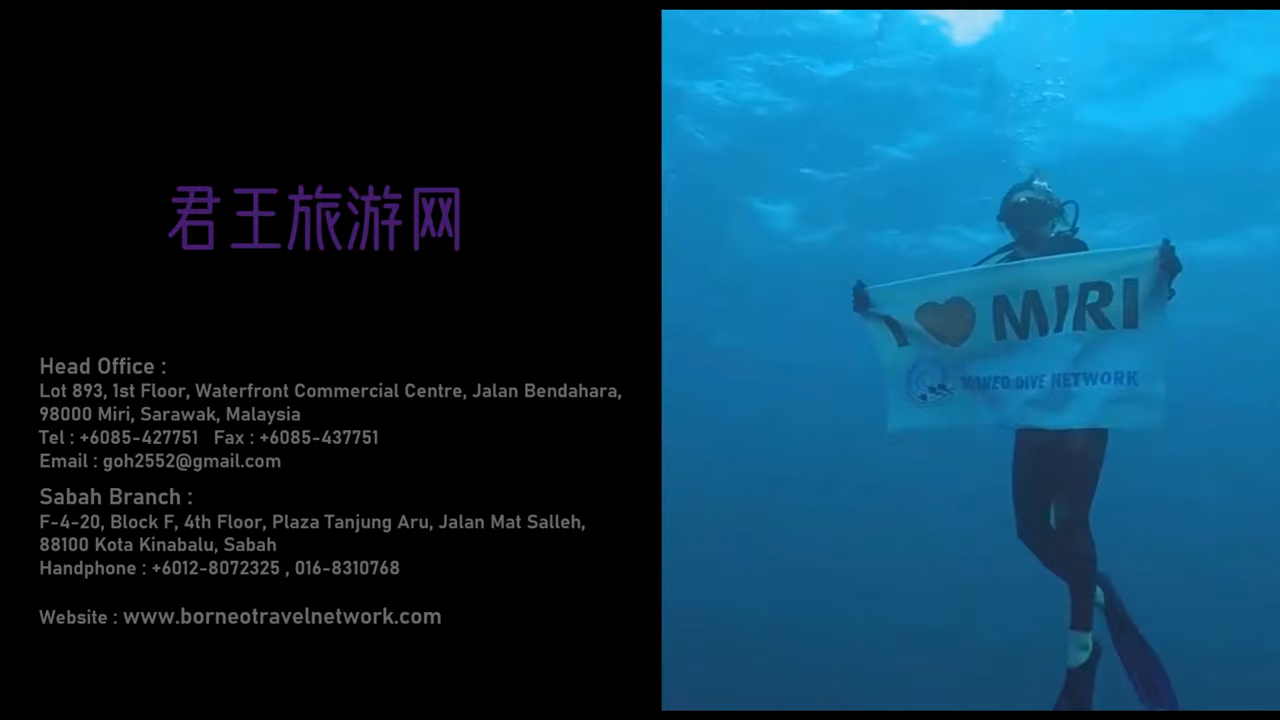 君王旅游网
Head Office :
Lot 893, 1st Floor, Waterfront Commercial Centre, Jalan Bendahara,
98000 Miri, Sarawak, Malaysia
Tel : +6085-427751 Fax : +6085-437751
Email : goh2552@gmail.com
Sabah Branch :
F-4-20, Block F, 4th Floor, Plaza Tanjung Aru, Jalan Mat Salleh,
88100 Kota Kinabalu, Sabah
Handphone : +6012-8072325 , 016-8310768
Website : www.borneotravelnetwork.com
I ❤ MIRI
DIVE NETWORK